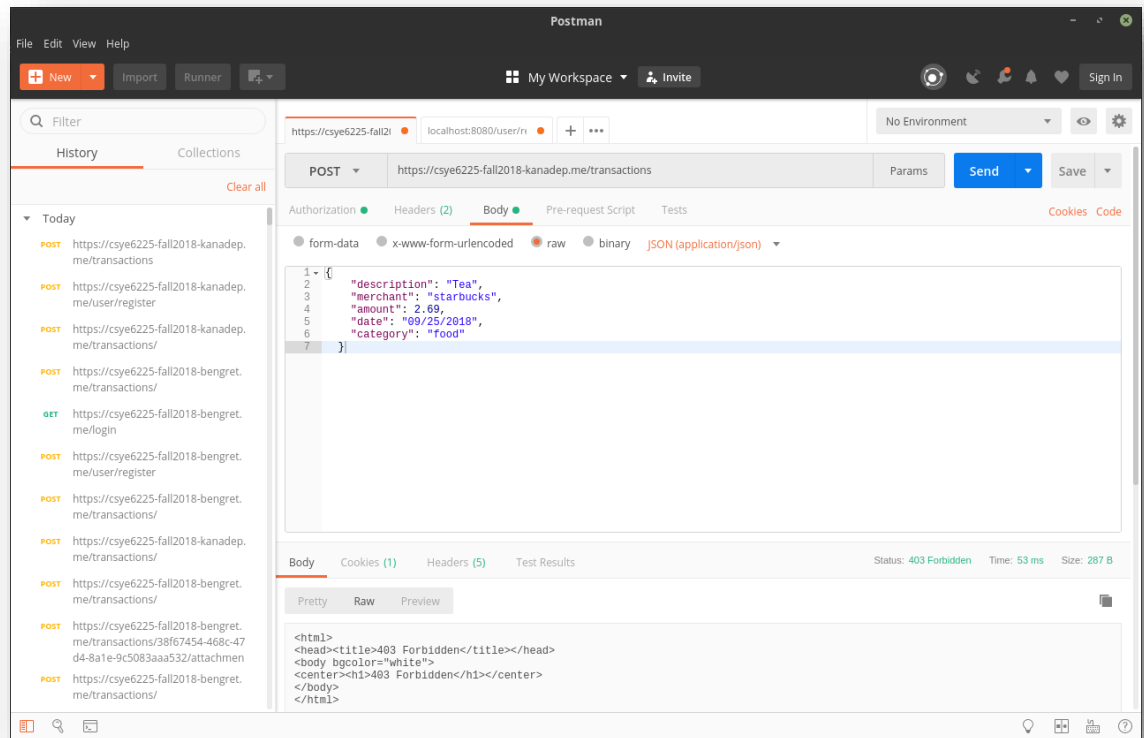 Postman
File Edit View Help
New Import Runner My Workspace Invite Sign In
Filter
History Collections
Clear all
Today
POST https://csye6225-fall2018-kanadep.
me/transactions
POST https://csye6225-fall2018-kanadep.
me/user/register
POST https://csye6225-fall2018-kanadep.
me/transactions/
POST https://csye6225-fall2018-bengret.
me/transactions/
GET https://csye6225-fall2018-bengret.
me/login
POST https://csye6225-fall2018-bengret.
me/user/register
POST https://csye6225-fall2018-bengret.
me/transactions/
POST https://csye6225-fall2018-kanadep.
me/transactions/
POST https://csye6225-fall2018-bengret.
me/transactions/
POST https://csye6225-fall2018-bengret.
me/transactions/38f67454-468c-47
d4-8a1e-9c5083aaa532/attachmen
POST https://csye6225-fall2018-bengret.
me/transactions/
https://csye6225-fall2( localhost:8080/user/re + •••
No Environment
POST https://csye6225-fall2018-kanadep.me/transactions Params Send Save
Authorization Headers (2) Body Pre-request Script Tests Cookies Code
form-data x-www-form-urlencoded raw binary JSON (application/json)
1 {
2 "description": "Tea",
3 "merchant": "starbucks",
4 "amount": 2.69,
5 "date": "09/25/2018",
6 "category": "food"
7 }
Body Cookies (1) Headers (5) Test Results Status: 403 Forbidden Time: 53 ms Size: 287 B
Pretty Raw Preview
<html>
<head><title>403 Forbidden</title></head>
<body bgcolor="white">
<center><h1>403 Forbidden</h1></center>
</body>
</html>